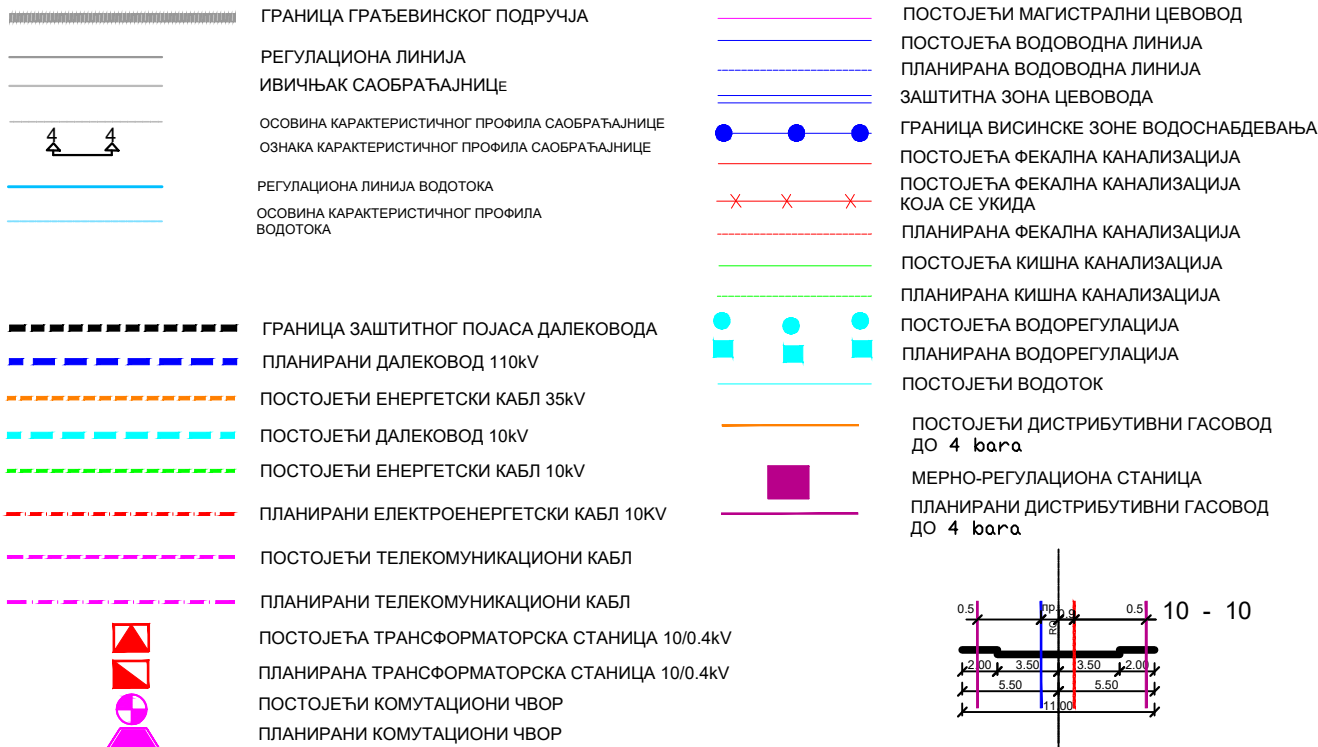 ГРАНИЦА ГРАЂЕВИНСКОГ ПОДРУЧЈА
РЕГУЛАЦИОНА ЛИНИЈА
ИВИЧЊАК САОБРАЋАЈНИЦЕ
ОСОВИНА КАРАКТЕРИСТИЧНОГ ПРОФИЛА САОБРАЋАЈНИЦЕ
4 4
ОЗНАКА КАРАКТЕРИСТИЧНОГ ПРОФИЛА САОБРАЋАЈНИЦЕ
РЕГУЛАЦИОНА ЛИНИЈА ВОДОТОКА
ОСОВИНА КАРАКТЕРИСТИЧНОГ ПРОФИЛА
ВОДОТОКА
ГРАНИЦА ЗАШТИТНОГ ПОЈАСА ДАЛЕКОВОДА
ПЛАНИРАНИ ДАЛЕКОВОД 110kV
ПОСТОЈЕЋИ ЕНЕРГЕТСКИ КАБЛ 35kV
ПОСТОЈЕЋИ ДАЛЕКОВОД 10kV
ПОСТОЈЕЋИ ЕНЕРГЕТСКИ КАБЛ 10kV
ПЛАНИРАНИ ЕЛЕКТРОЕНЕРГЕТСКИ КАБЛ 10KV
ПОСТОЈЕЋИ ТЕЛЕКОМУНИКАЦИОНИ КАБЛ
ПЛАНИРАНИ ТЕЛЕКОМУНИКАЦИОНИ КАБЛ
ПОСТОЈЕЋА ТРАНСФОРМАТОРСКА СТАНИЦА 10/0.4kV
ПЛАНИРАНА ТРАНСФОРМАТОРСКА СТАНИЦА 10/0.4kV
ПОСТОЈЕЋИ КОМУТАЦИОНИ ЧВОР
ПЛАНИРАНИ КОМУТАЦИОНИ ЧВОР
ПОСТОЈЕЋИ МАГИСТРАЛНИ ЦЕВОВОД
ПОСТОЈЕЋА ВОДОВОДНА ЛИНИЈА
ПЛАНИРАНА ВОДОВОДНА ЛИНИЈА
ЗАШТИТНА ЗОНА ЦЕВОВОДА
ГРАНИЦА ВИСИНСКЕ ЗОНЕ ВОДОСНАБДЕВАЊА
ПОСТОЈЕЋА ФЕКАЛНА КАНАЛИЗАЦИЈА
ПОСТОЈЕЋА ФЕКАЛНА КАНАЛИЗАЦИЈА
КОЈА СЕ УКИДА
ПЛАНИРАНА ФЕКАЛНА КАНАЛИЗАЦИЈА
ПОСТОЈЕЋА КИШНА КАНАЛИЗАЦИЈА
ПЛАНИРАНА КИШНА КАНАЛИЗАЦИЈА
ПОСТОЈЕЋА ВОДОРЕГУЛАЦИЈА
ПЛАНИРАНА ВОДОРЕГУЛАЦИЈА
ПОСТОЈЕЋИ ВОДОТОК
ПОСТОЈЕЋИ ДИСТРИБУТИВНИ ГАСОВОД
ДО 4 bara
МЕРНО-РЕГУЛАЦИОНА СТАНИЦА
ПЛАНИРАНИ ДИСТРИБУТИВНИ ГАСОВОД
ДО 4 bara
0.5 пр. 0.9 0.5 10 - 10
2.00 3.50 3.50 2.00
5.50 5.50
11.00